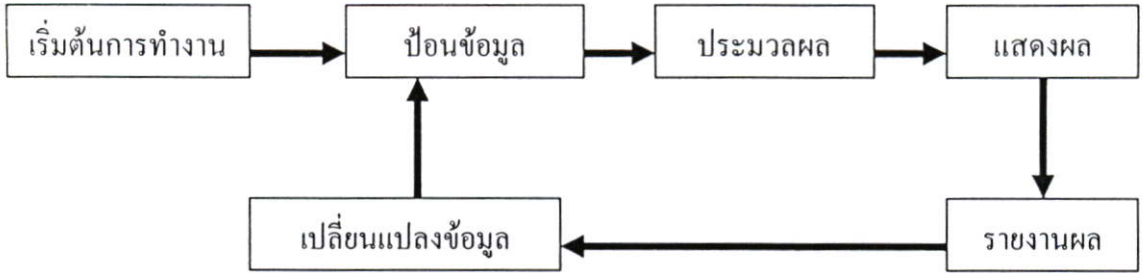 เริ่มต้นการทำงาน
ป้อนข้อมูล
ประมวลผล
แสดงผล
เปลี่ยนแปลงข้อมูล
รายงานผล